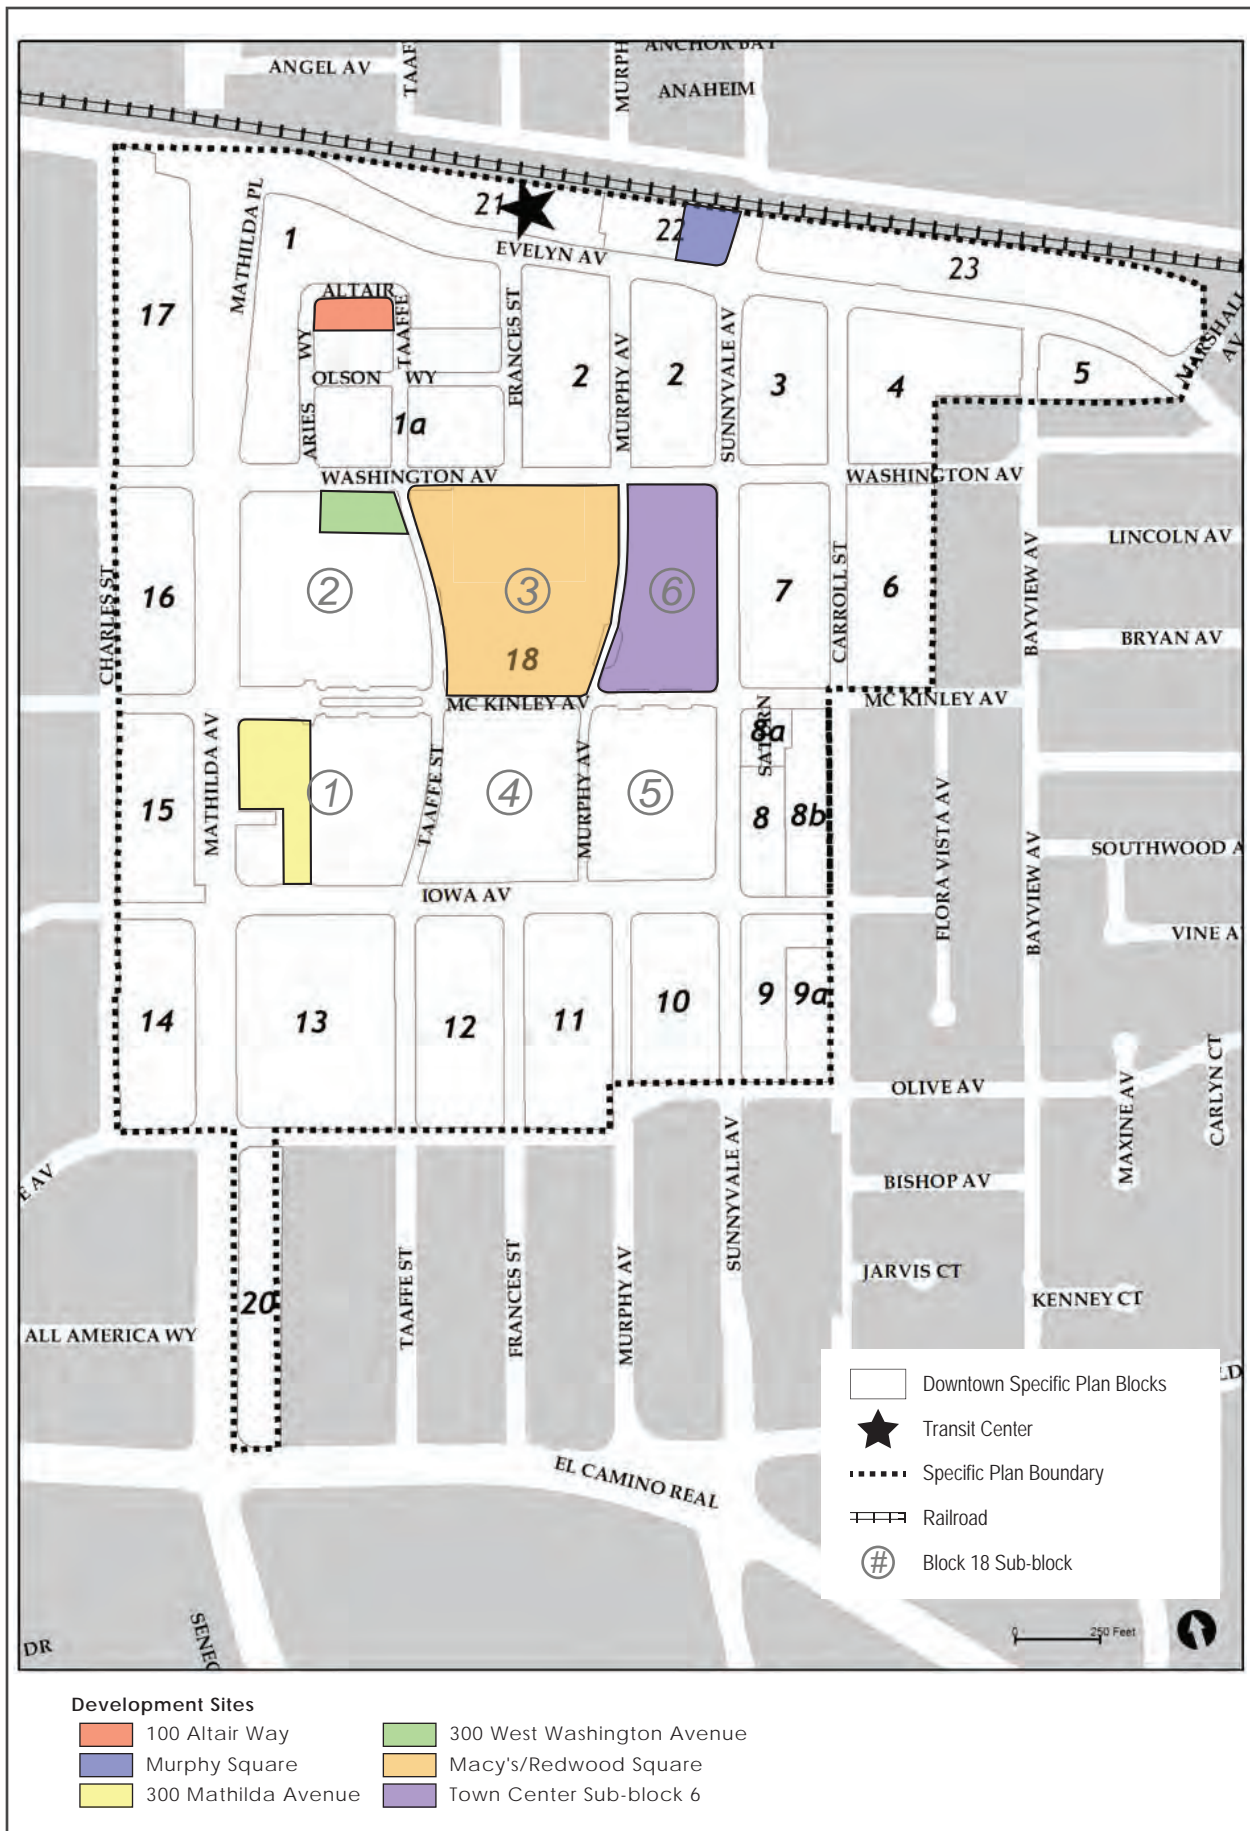 ANCHOR BAY
ANGEL AV
TAAF
MURPH
ANAHEIM
MATHILDA PL
21
22
EVELYN AV
23
1
17
ALTAIR
TAAFFE
FRANCES ST
MURPHY AV
SUNNYVALE AV
MARSHALL AV
ARIES WY
OLSON WY
1a
2
2
3
4
5
WASHINGTON AV
WASHINGTON AV
LINCOLN AV
CHARLES ST
16
2
3
6
7
CARROLL ST
6
BAYVIEW AV
BRYAN AV
18
MC KINLEY AV
MC KINLEY AV
MATHILDA AV
15
1
TAAFFE ST
4
MURPHY AV
5
SATURN
8a
8
8b
FLORA VISTA AV
BAYVIEW AV
SOUTHWOOD A
IOWA AV
VINE A
14
13
12
11
10
9
9a
OLIVE AV
MAXINE AV
CARLYN CT
E AV
BISHOP AV
SUNNYVALE AV
TAAFFE ST
FRANCES ST
MURPHY AV
JARVIS CT
KENNEY CT
20
ALL AMERICA WY
LD
EL CAMINO REAL
SENEC
DR
Downtown Specific Plan Blocks
Transit Center
Specific Plan Boundary
Railroad
# Block 18 Sub-block
0 250 Feet
Development Sites
100 Altair Way
Murphy Square
300 Mathilda Avenue
300 West Washington Avenue
Macy's/Redwood Square
Town Center Sub-block 6